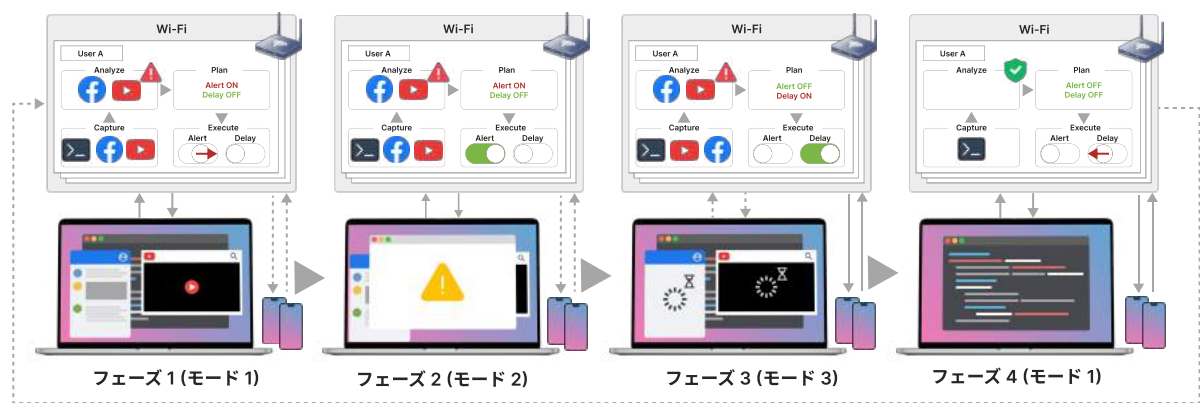 Wi-Fi
User A
Analyze
Plan
Alert ON
Delay OFF
Capture
Execute
Alert
Delay
フェーズ 1 (モード 1)
Wi-Fi
User A
Analyze
Plan
Alert ON
Delay OFF
Capture
Execute
Alert
Delay
フェーズ 2 (モード 2)
Wi-Fi
User A
Analyze
Plan
Alert OFF
Delay ON
Capture
Execute
Alert
Delay
フェーズ 3 (モード 3)
Wi-Fi
User A
Analyze
Plan
Alert OFF
Delay OFF
Capture
Execute
Alert
Delay
フェーズ 4 (モード 1)